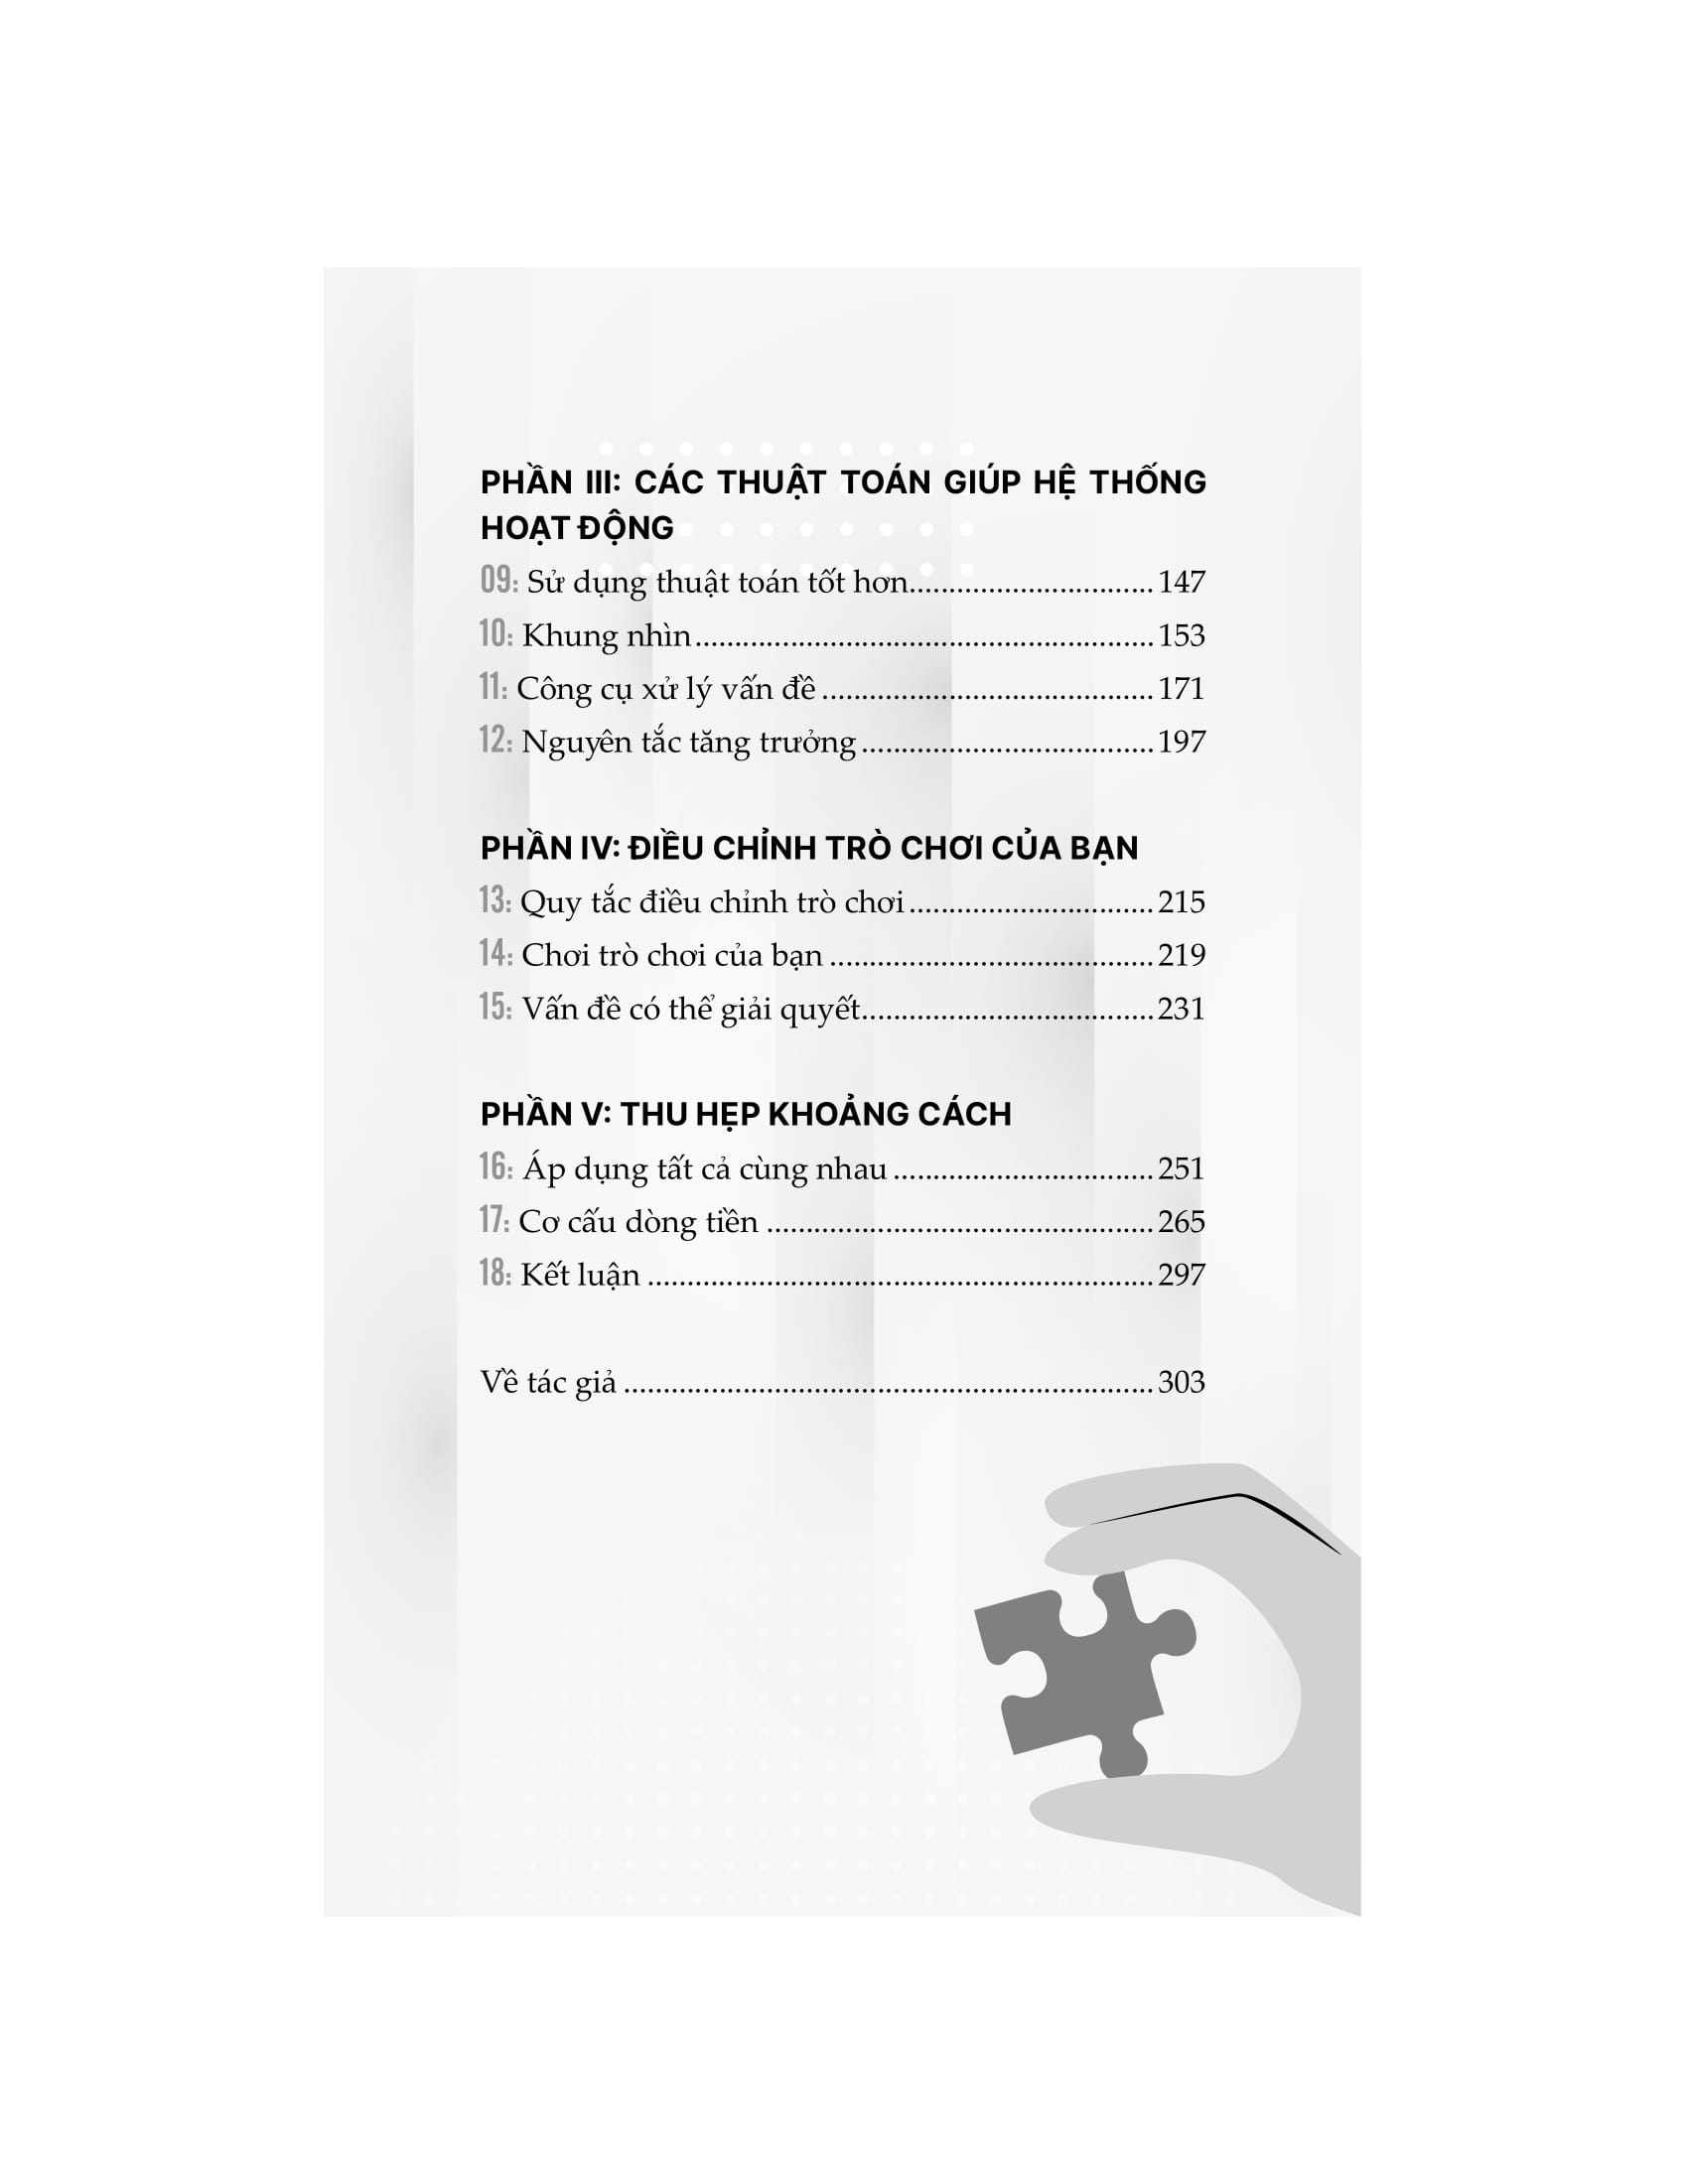 PHẦN III: CÁC THUẬT TOÁN GIÚP HỆ THỐNG
HOẠT ĐỘNG
09: Sử dụng thuật toán tốt hơn............................... 147
10: Khung nhìn.......................................................... 153
11: Công cụ xử lý vấn đề .......................................... 171
12: Nguyên tắc tăng trưởng ..................................... 197
PHẦN IV: ĐIỀU CHỈNH TRÒ CHƠI CỦA BẠN
13: Quy tắc điều chỉnh trò chơi ............................... 215
14: Chơi trò chơi của bạn ......................................... 219
15: Vấn đề có thể giải quyết..................................... 231
PHẦN V: THU HẸP KHOẢNG CÁCH
16: Áp dụng tất cả cùng nhau ................................. 251
17: Cơ cấu dòng tiền ................................................. 265
18: Kết luận ................................................................ 297
Về tác giả ................................................................... 303